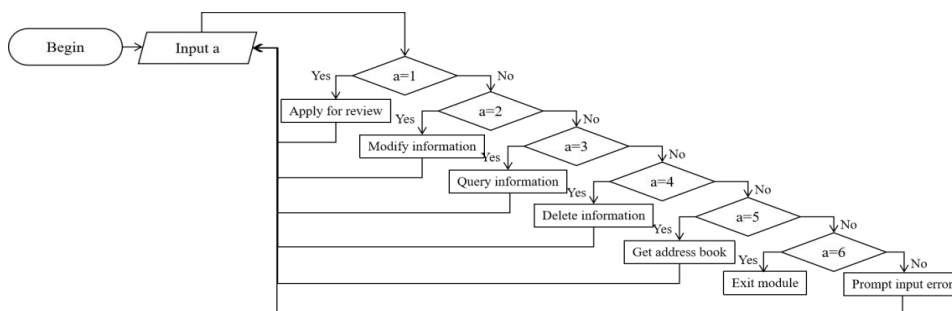 Begin
Input a
Yes
a=1
No
Apply for review
Yes
a=2
No
Modify information
Yes
a=3
No
Query information
Yes
a=4
No
Delete information
Yes
a=5
No
Get address book
Yes
a=6
No
Exit module
Prompt input error